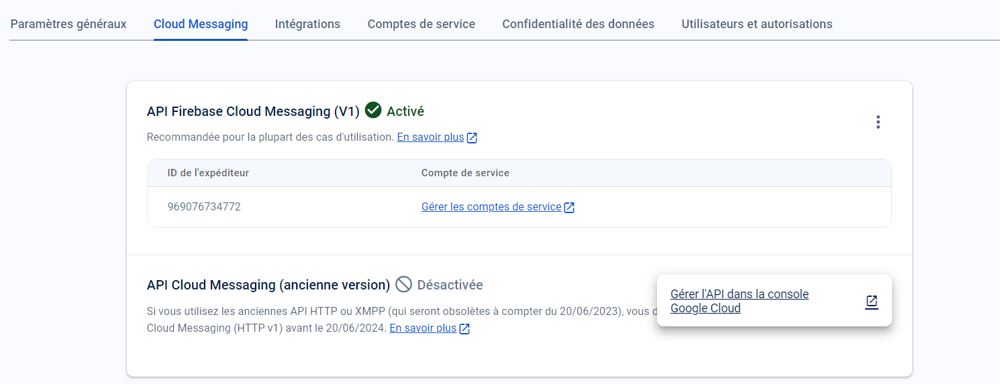 Paramètres généraux Cloud Messaging Intégrations Comptes de service Confidentialité des données Utilisateurs et autorisations
API Firebase Cloud Messaging (V1) Activé
Recommandée pour la plupart des cas d'utilisation. En savoir plus
ID de l'expéditeur Compte de service
969076734772 Gérer les comptes de service
API Cloud Messaging (ancienne version) Désactivée
Si vous utilisez les anciennes API HTTP ou XMPP (qui seront obsolètes à compter du 20/06/2023), vous
Cloud Messaging (HTTP v1) avant le 20/06/2024. En savoir plus
Gérer l'API dans la console
Google Cloud